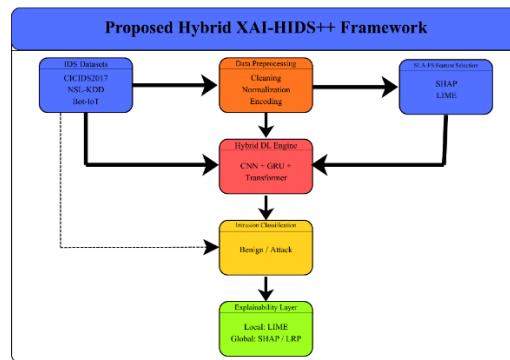 Proposed Hybrid XAI-HIDS++ Framework
IDS Datasets
CICIDS2017
NSL-KDD
Bot-IoT
Data Preprocessing
Cleaning
Normalization
Encoding
SLA-FS Feature Selection
SHAP
LIME
Hybrid DL Engine
CNN + GRU +
Transformer
Intrusion Classification
Benign / Attack
Explainability Layer
Local: LIME
Global: SHAP / LRP